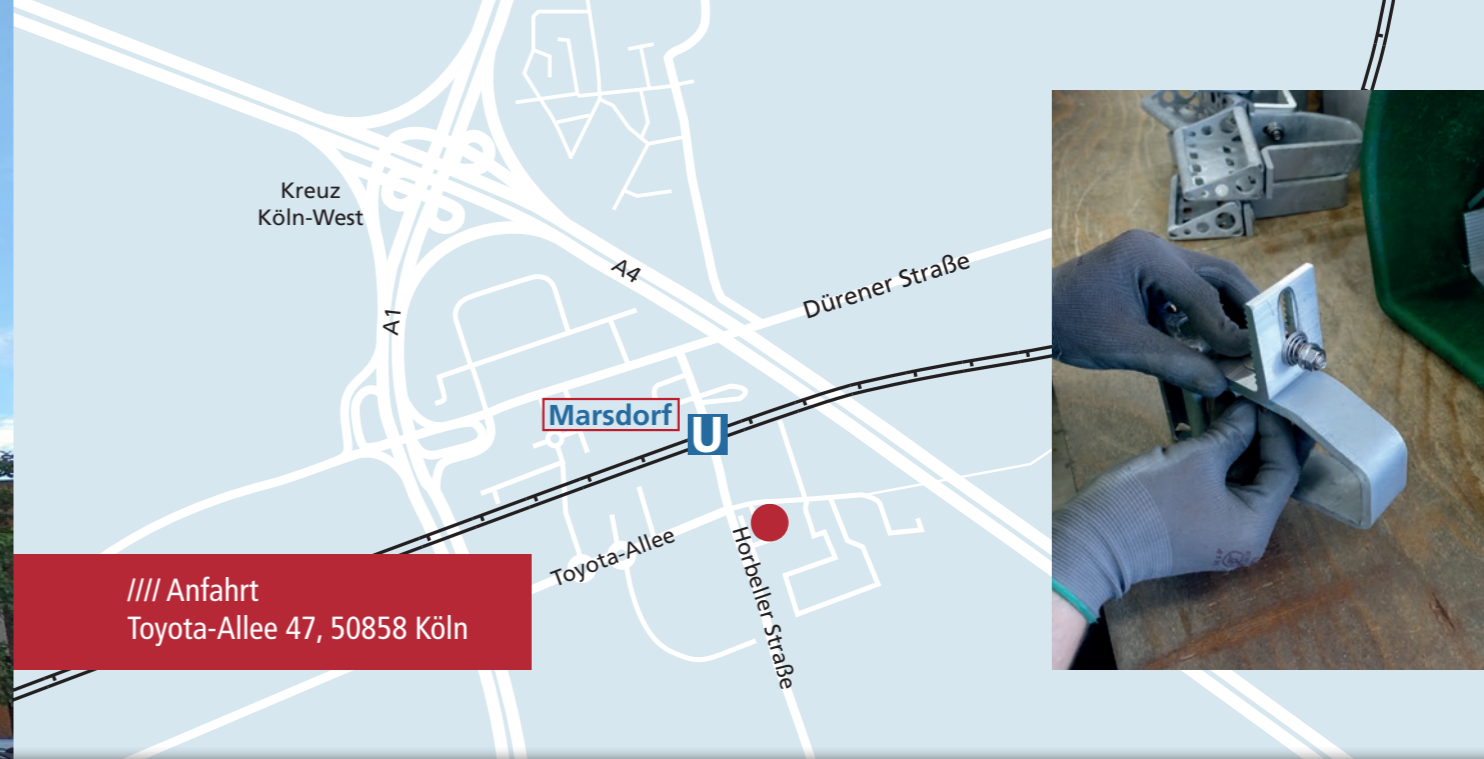 Kreuz
Köln-West
A4
A1
Dürener Straße
Marsdorf
U
Toyota-Allee
Horbeller Straße
//// Anfahrt
Toyota-Allee 47, 50858 Köln